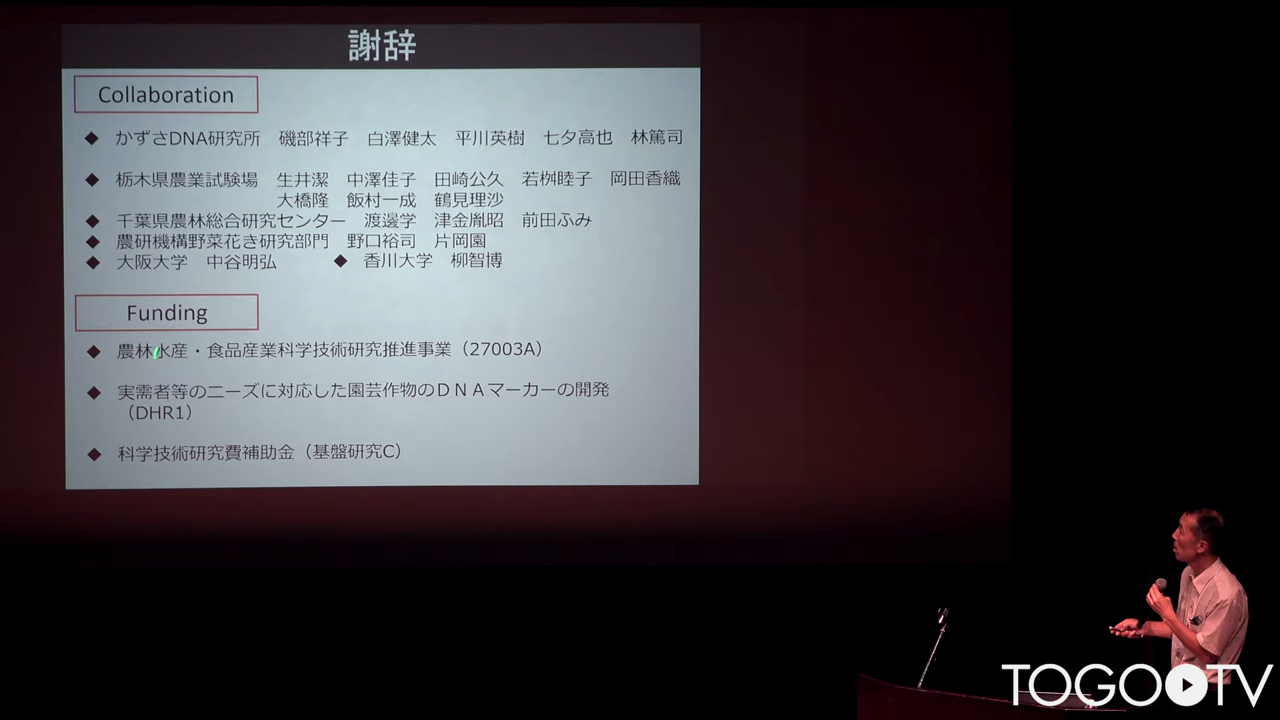 謝辞
Collaboration
◆ かずさDNA研究所 磯部祥子 白澤健太 平川英樹 七夕高也 林篤司
◆ 栃木県農業試験場 生井潔 中澤佳子 田崎公久 若桝睦子 岡田香織
大橋隆 飯村一成 鶴見理沙
◆ 千葉県農林総合研究センター 渡邊学 津金胤昭 前田ふみ
◆ 農研機構野菜花き研究部門 野口裕司 片岡園
◆ 大阪大学 中谷明弘 ◆ 香川大学 柳智博
Funding
◆ 農林水産・食品産業科学技術研究推進事業（27003A）
◆ 実需者等のニーズに対応した園芸作物のＤＮＡマーカーの開発
（DHR1）
◆ 科学技術研究費補助金（基盤研究C）
TOGOTV